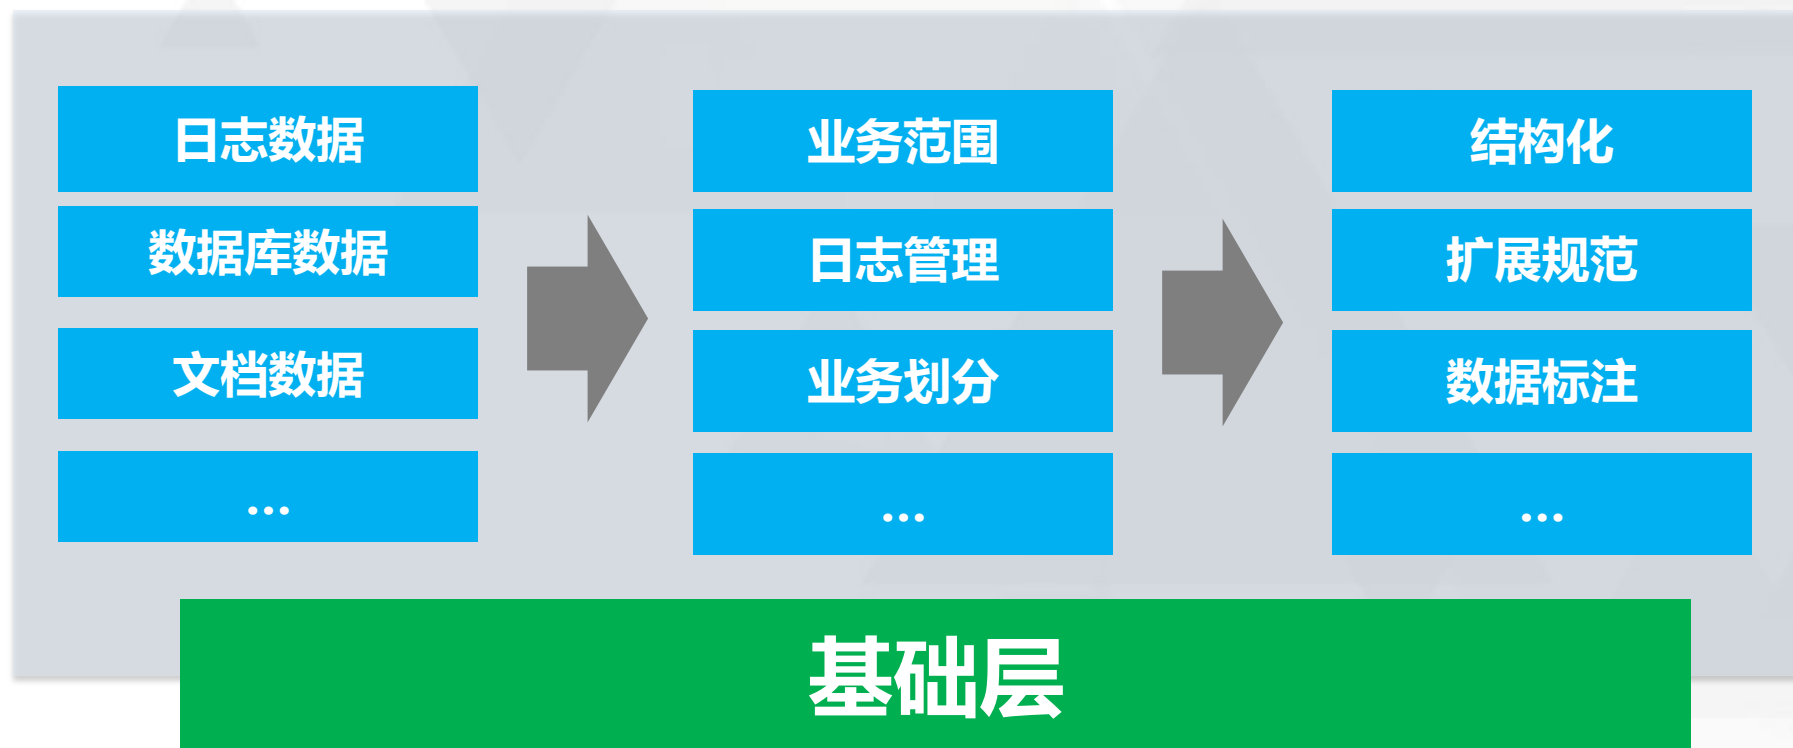 日志数据
数据库数据
文档数据
...
业务范围
日志管理
业务划分
...
结构化
扩展规范
数据标注
...
基础层